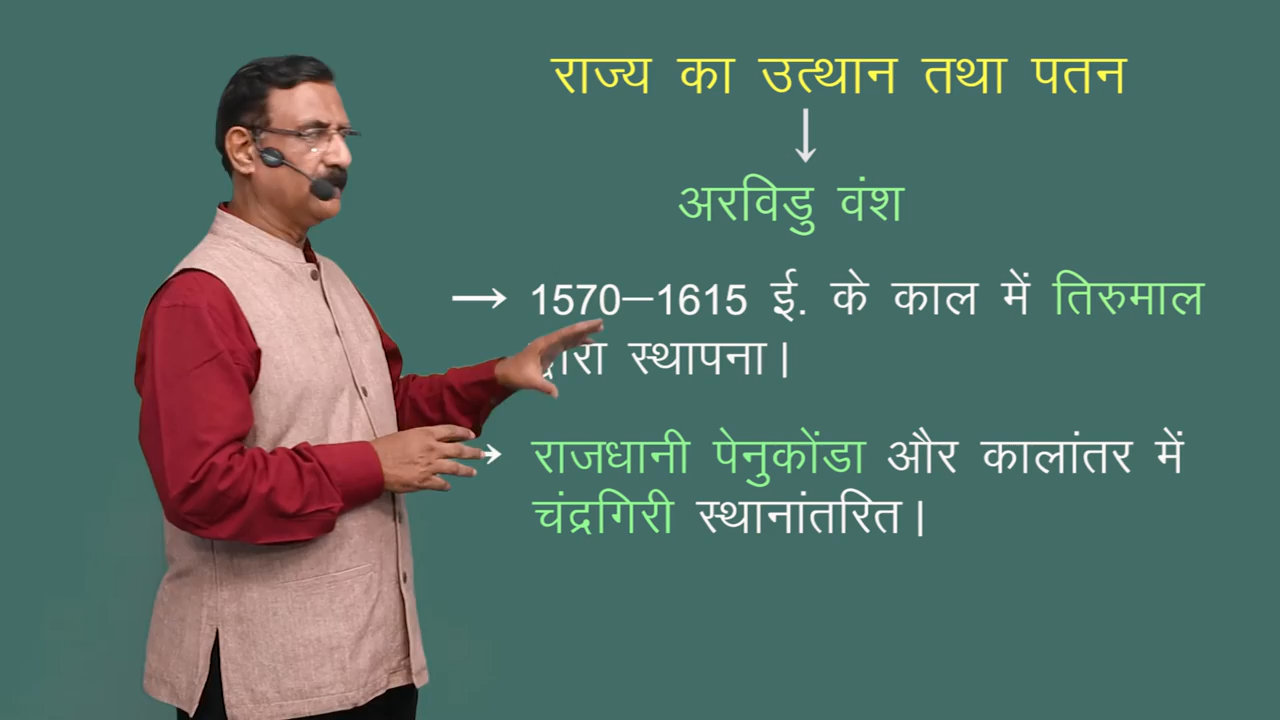 राज्य का उत्थान तथा पतन
अरविडु वंश
→ 1570–1615 ई. के काल में तिरुमाल
द्वारा स्थापना।
→ राजधानी पेनुकोंडा और कालांतर में
चंद्रगिरी स्थानांतरित।